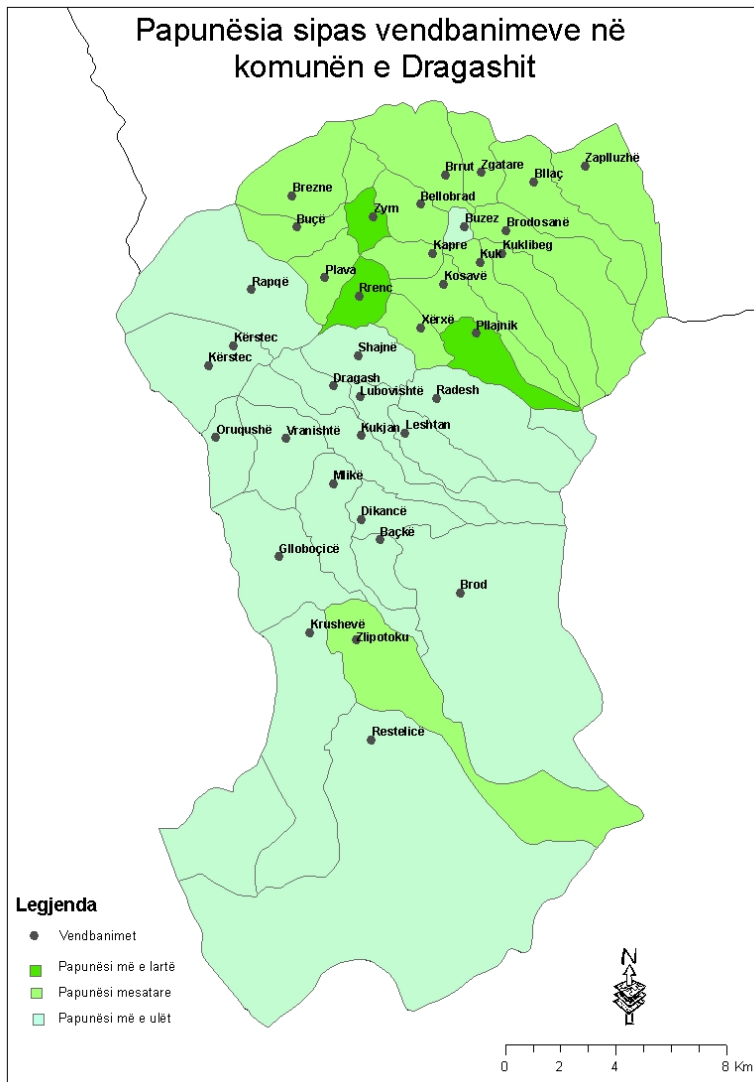 Papunësia sipas vendbanimeve në
komunën e Dragashit
Zaplluzhë
Zgatare
Brrut
Bllaç
Brezne
Bellobrad
Zym
Buzez
Brodosanë
Buçë
Kapre
Kuklibeg
Kuk
Plava
Kosavë
Rapqë
Rrenc
Xërxë
Pllajnik
Kërstec
Shajnë
Kërstec
Dragash
Lubovishtë
Radesh
Oruqushë
Vranishtë
Kukjan
Leshtan
Mlikë
Dikancë
Baçkë
Glloboçicë
Brod
Krushevë
Zlipotoku
Restelicë
Legjenda
Vendbanimet
Papunësi më e lartë
Papunësi mesatare
Papunësi më e ulët
N
0 2 4 8 Km